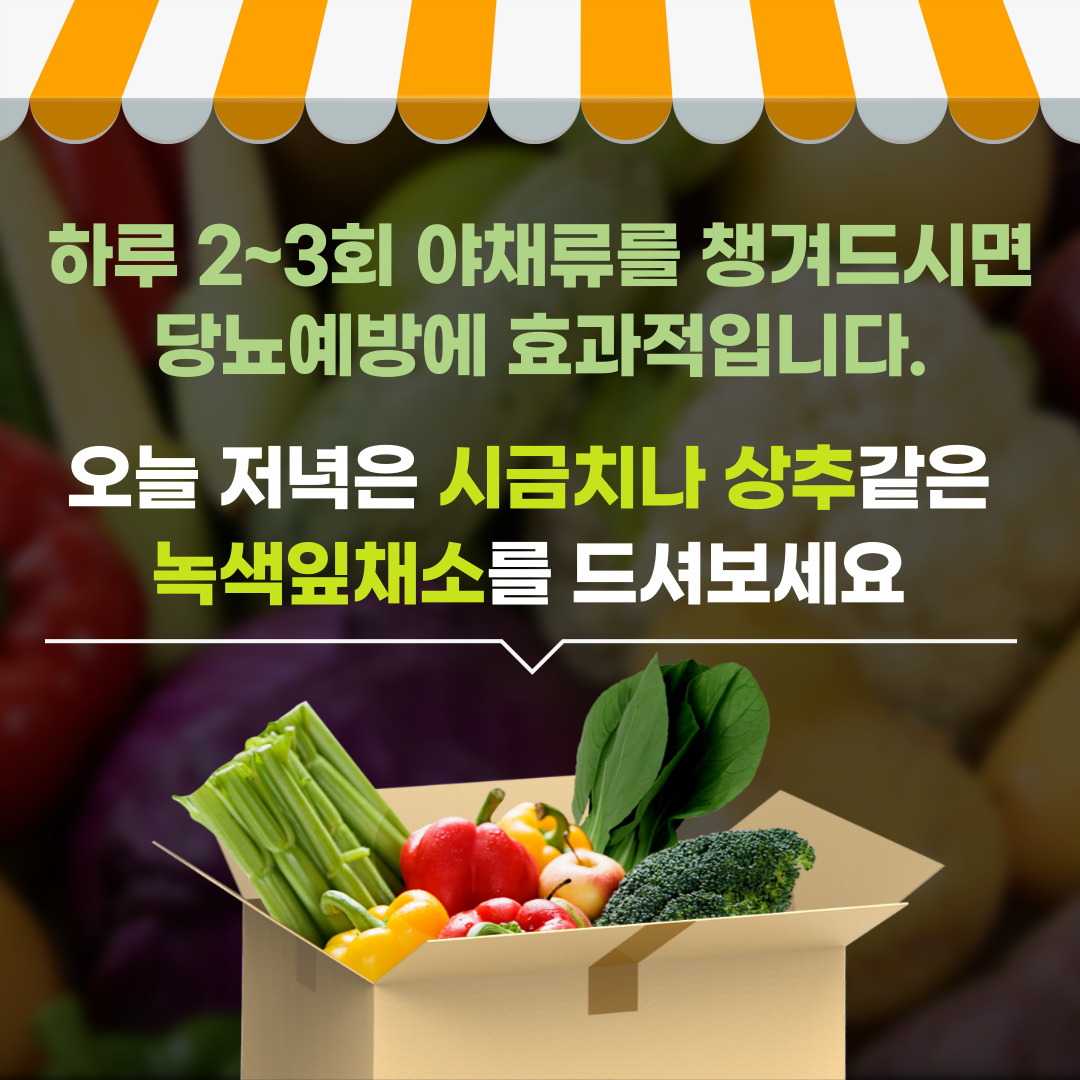 하루 2~3회 야채류를 챙겨드시면
당뇨예방에 효과적입니다.
오늘 저녁은 시금치나 상추같은
녹색잎채소를 드셔보세요